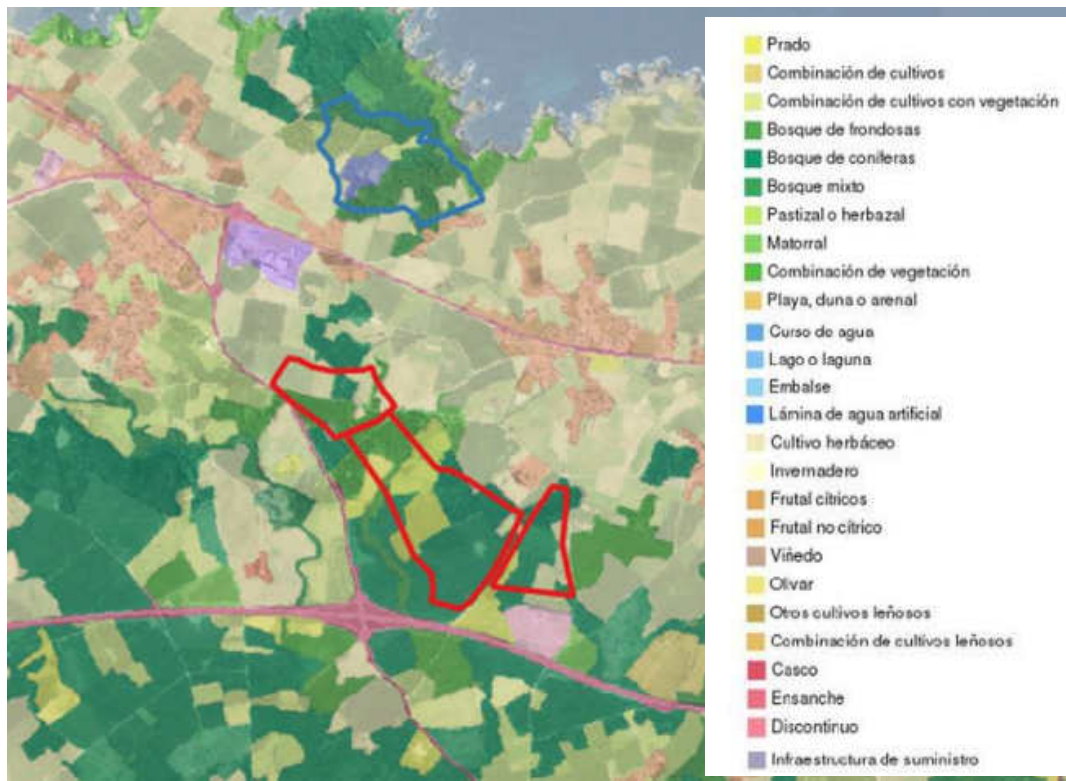 Prado
Combinación de cultivos
Combinación de cultivos con vegetación
Bosque de frondosas
Bosque de coníferas
Bosque mixto
Pastizal o herbazal
Matorral
Combinación de vegetación
Playa, duna o arenal
Curso de agua
Lago o laguna
Embalse
Lámina de agua artificial
Cultivo herbáceo
Invernadero
Frutal cítricos
Frutal no cítrico
Viñedo
Olivar
Otros cultivos leñosos
Combinación de cultivos leñosos
Casco
Ensanche
Discontinuo
Infraestructura de suministro